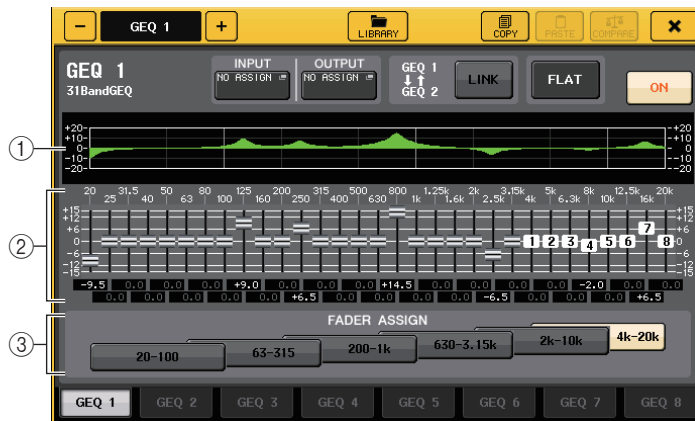 − GEQ 1 + LIBRARY COPY PASTE COMPARE ×
GEQ 1
31BandGEQ
INPUT OUTPUT
NO ASSIGN NO ASSIGN
GEQ 1
↓↑
GEQ 2
LINK
FLAT
ON
1
+20 +20
+10 +10
0 0
-10 -10
-20 -20
2
20 31.5 50 80 125 200 315 500 800 1.25k 2k 3.15k 5k 8k 12.5k 20k
25 40 63 100 160 250 400 630 1k 1.6k 2.5k 4k 6.3k 10k 16k
+15 +15
+12 +12
+6 +6
0 1 2 3 4 5 6 7 8 0
-6 -6
-12 -12
-15 -15
-9.5 0.0 0.0 0.0 +9.0 0.0 0.0 0.0 +14.5 0.0 0.0 0.0 0.0 -2.0 0.0 0.0
0.0 0.0 0.0 0.0 0.0 +6.5 0.0 0.0 0.0 0.0 -6.5 0.0 0.0 0.0 +6.5
3
FADER ASSIGN
20-100 63-315 200-1k 630-3.15k 2k-10k 4k-20k
GEQ 1 GEQ 2 GEQ 3 GEQ 4 GEQ 5 GEQ 6 GEQ 7 GEQ 8